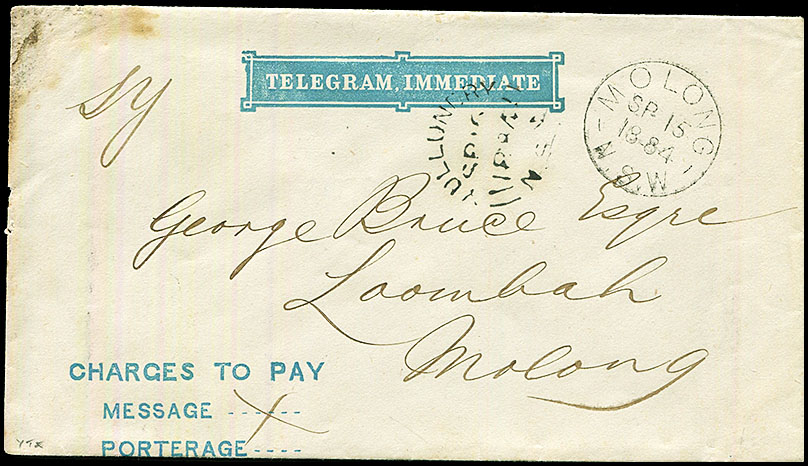 TELEGRAM, IMMEDIATE
MOLONG
SP 15
1884
N.S.W
George Bruce Esqre
Loombah
Molong
CHARGES TO PAY
MESSAGE ------
PORTERAGE ----